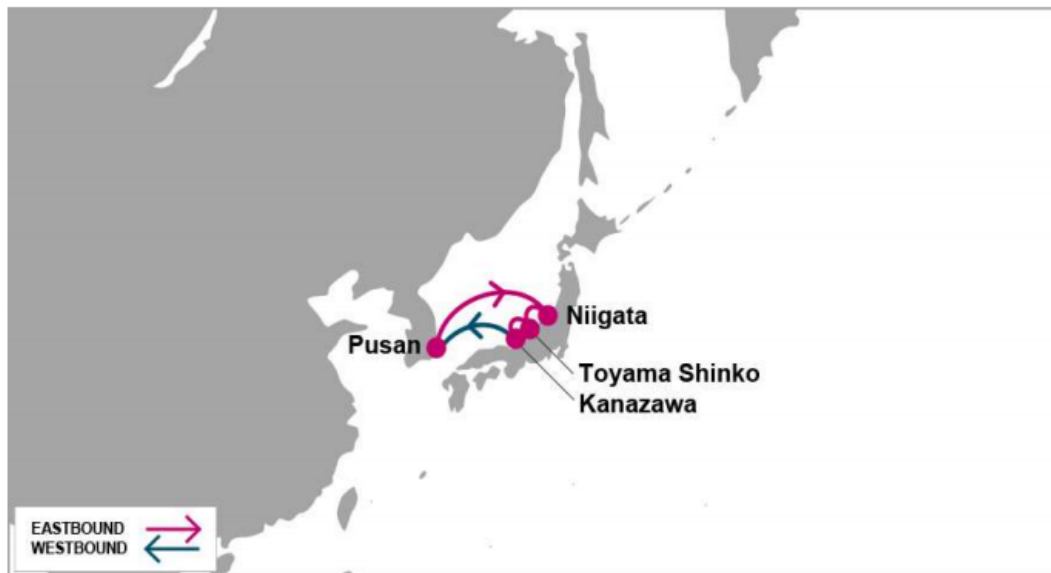 Niigata
Pusan
Toyama Shinko
Kanazawa
EASTBOUND
WESTBOUND